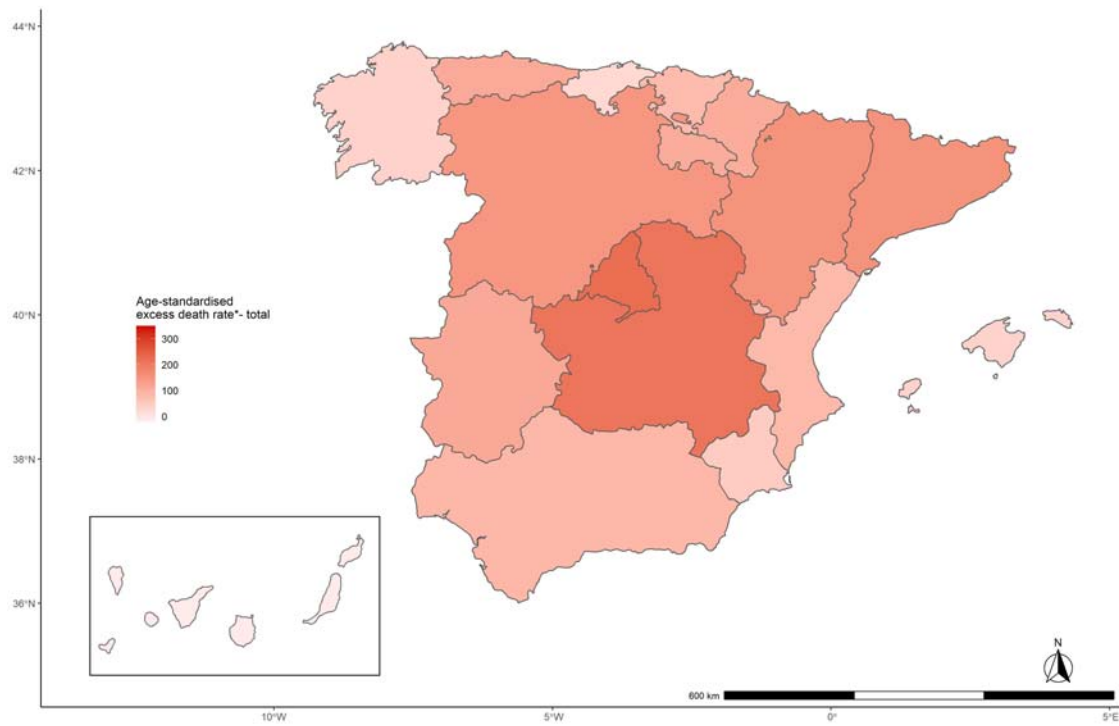 44°N
42°N
40°N
38°N
36°N
Age-standardised
excess death rate*- total
300
200
100
0
N
600 km
10°W
5°W
0°
5°E